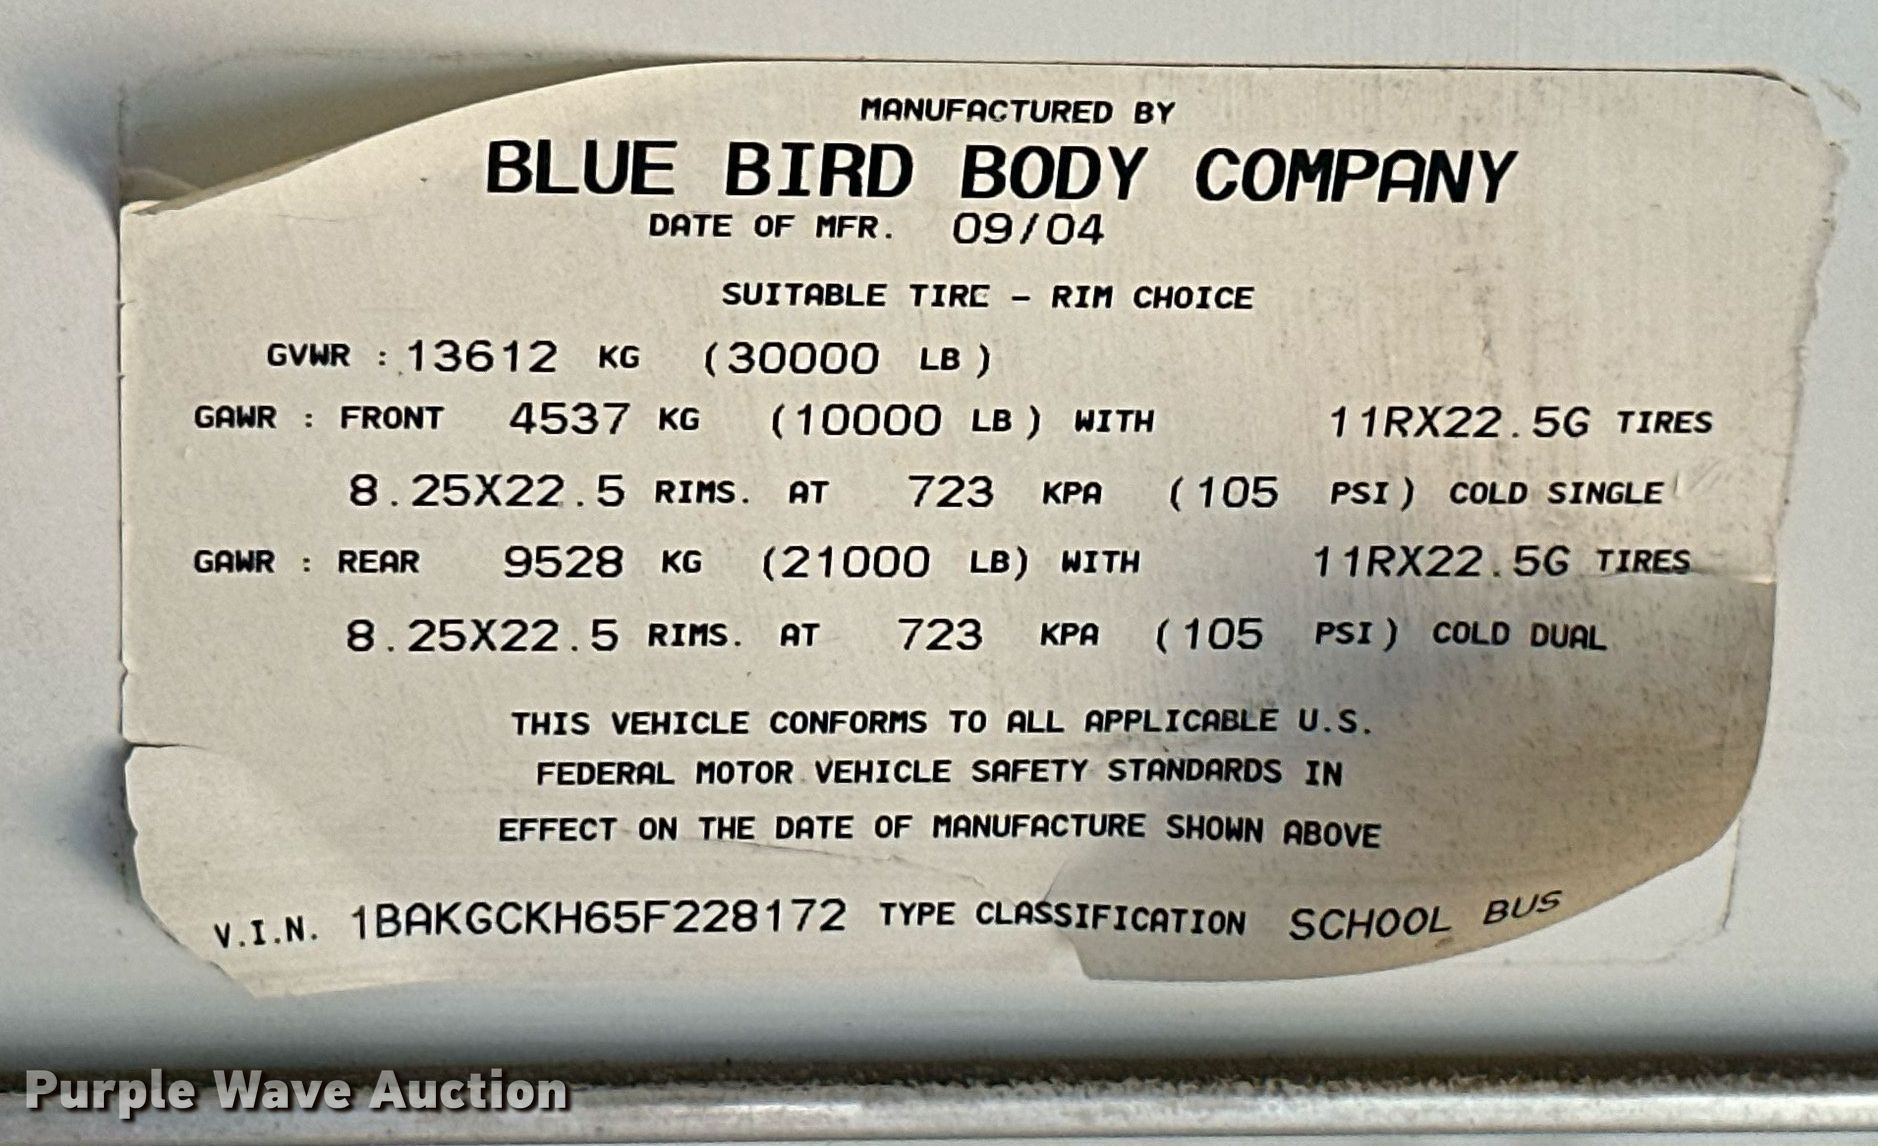 MANUFACTURED BY
BLUE BIRD BODY COMPANY
DATE OF MFR. 09/04
SUITABLE TIRE - RIM CHOICE
GVWR : 13612 KG (30000 LB)
GAWR : FRONT 4537 KG (10000 LB) WITH 11RX22.5G TIRES
8.25X22.5 RIMS. AT 723 KPA (105 PSI) COLD SINGLE
GAWR : REAR 9528 KG (21000 LB) WITH 11RX22.5G TIRES
8.25X22.5 RIMS. AT 723 KPA (105 PSI) COLD DUAL
THIS VEHICLE CONFORMS TO ALL APPLICABLE U.S.
FEDERAL MOTOR VEHICLE SAFETY STANDARDS IN
EFFECT ON THE DATE OF MANUFACTURE SHOWN ABOVE
V.I.N. 1BAKGCKH65F228172 TYPE CLASSIFICATION SCHOOL BUS
Purple Wave Auction